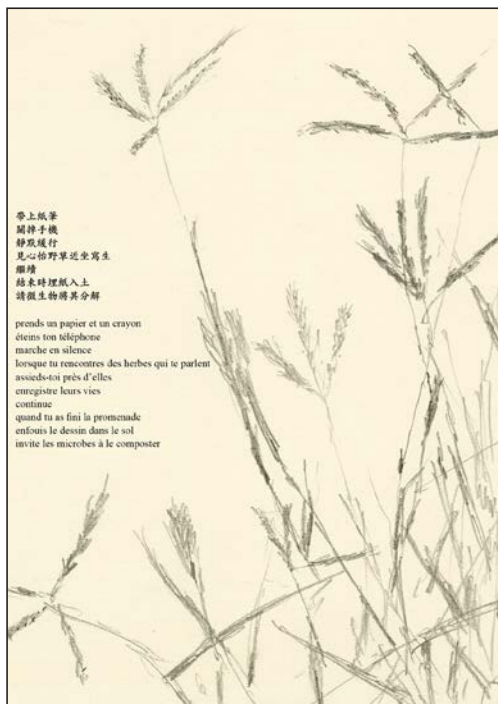 帶上紙筆
關掉手機
靜默緩行
見心怡野草近坐寫生
繼續
結束時埋紙入土
請微生物將其分解
prends un papier et un crayon
éteins ton téléphone
marche en silence
lorsque tu rencontres des herbes qui te parlent
assieds-toi près d'elles
enregistre leurs vies
continue
quand tu as fini la promenade
enfouis le dessin dans le sol
invite les microbes à le composter